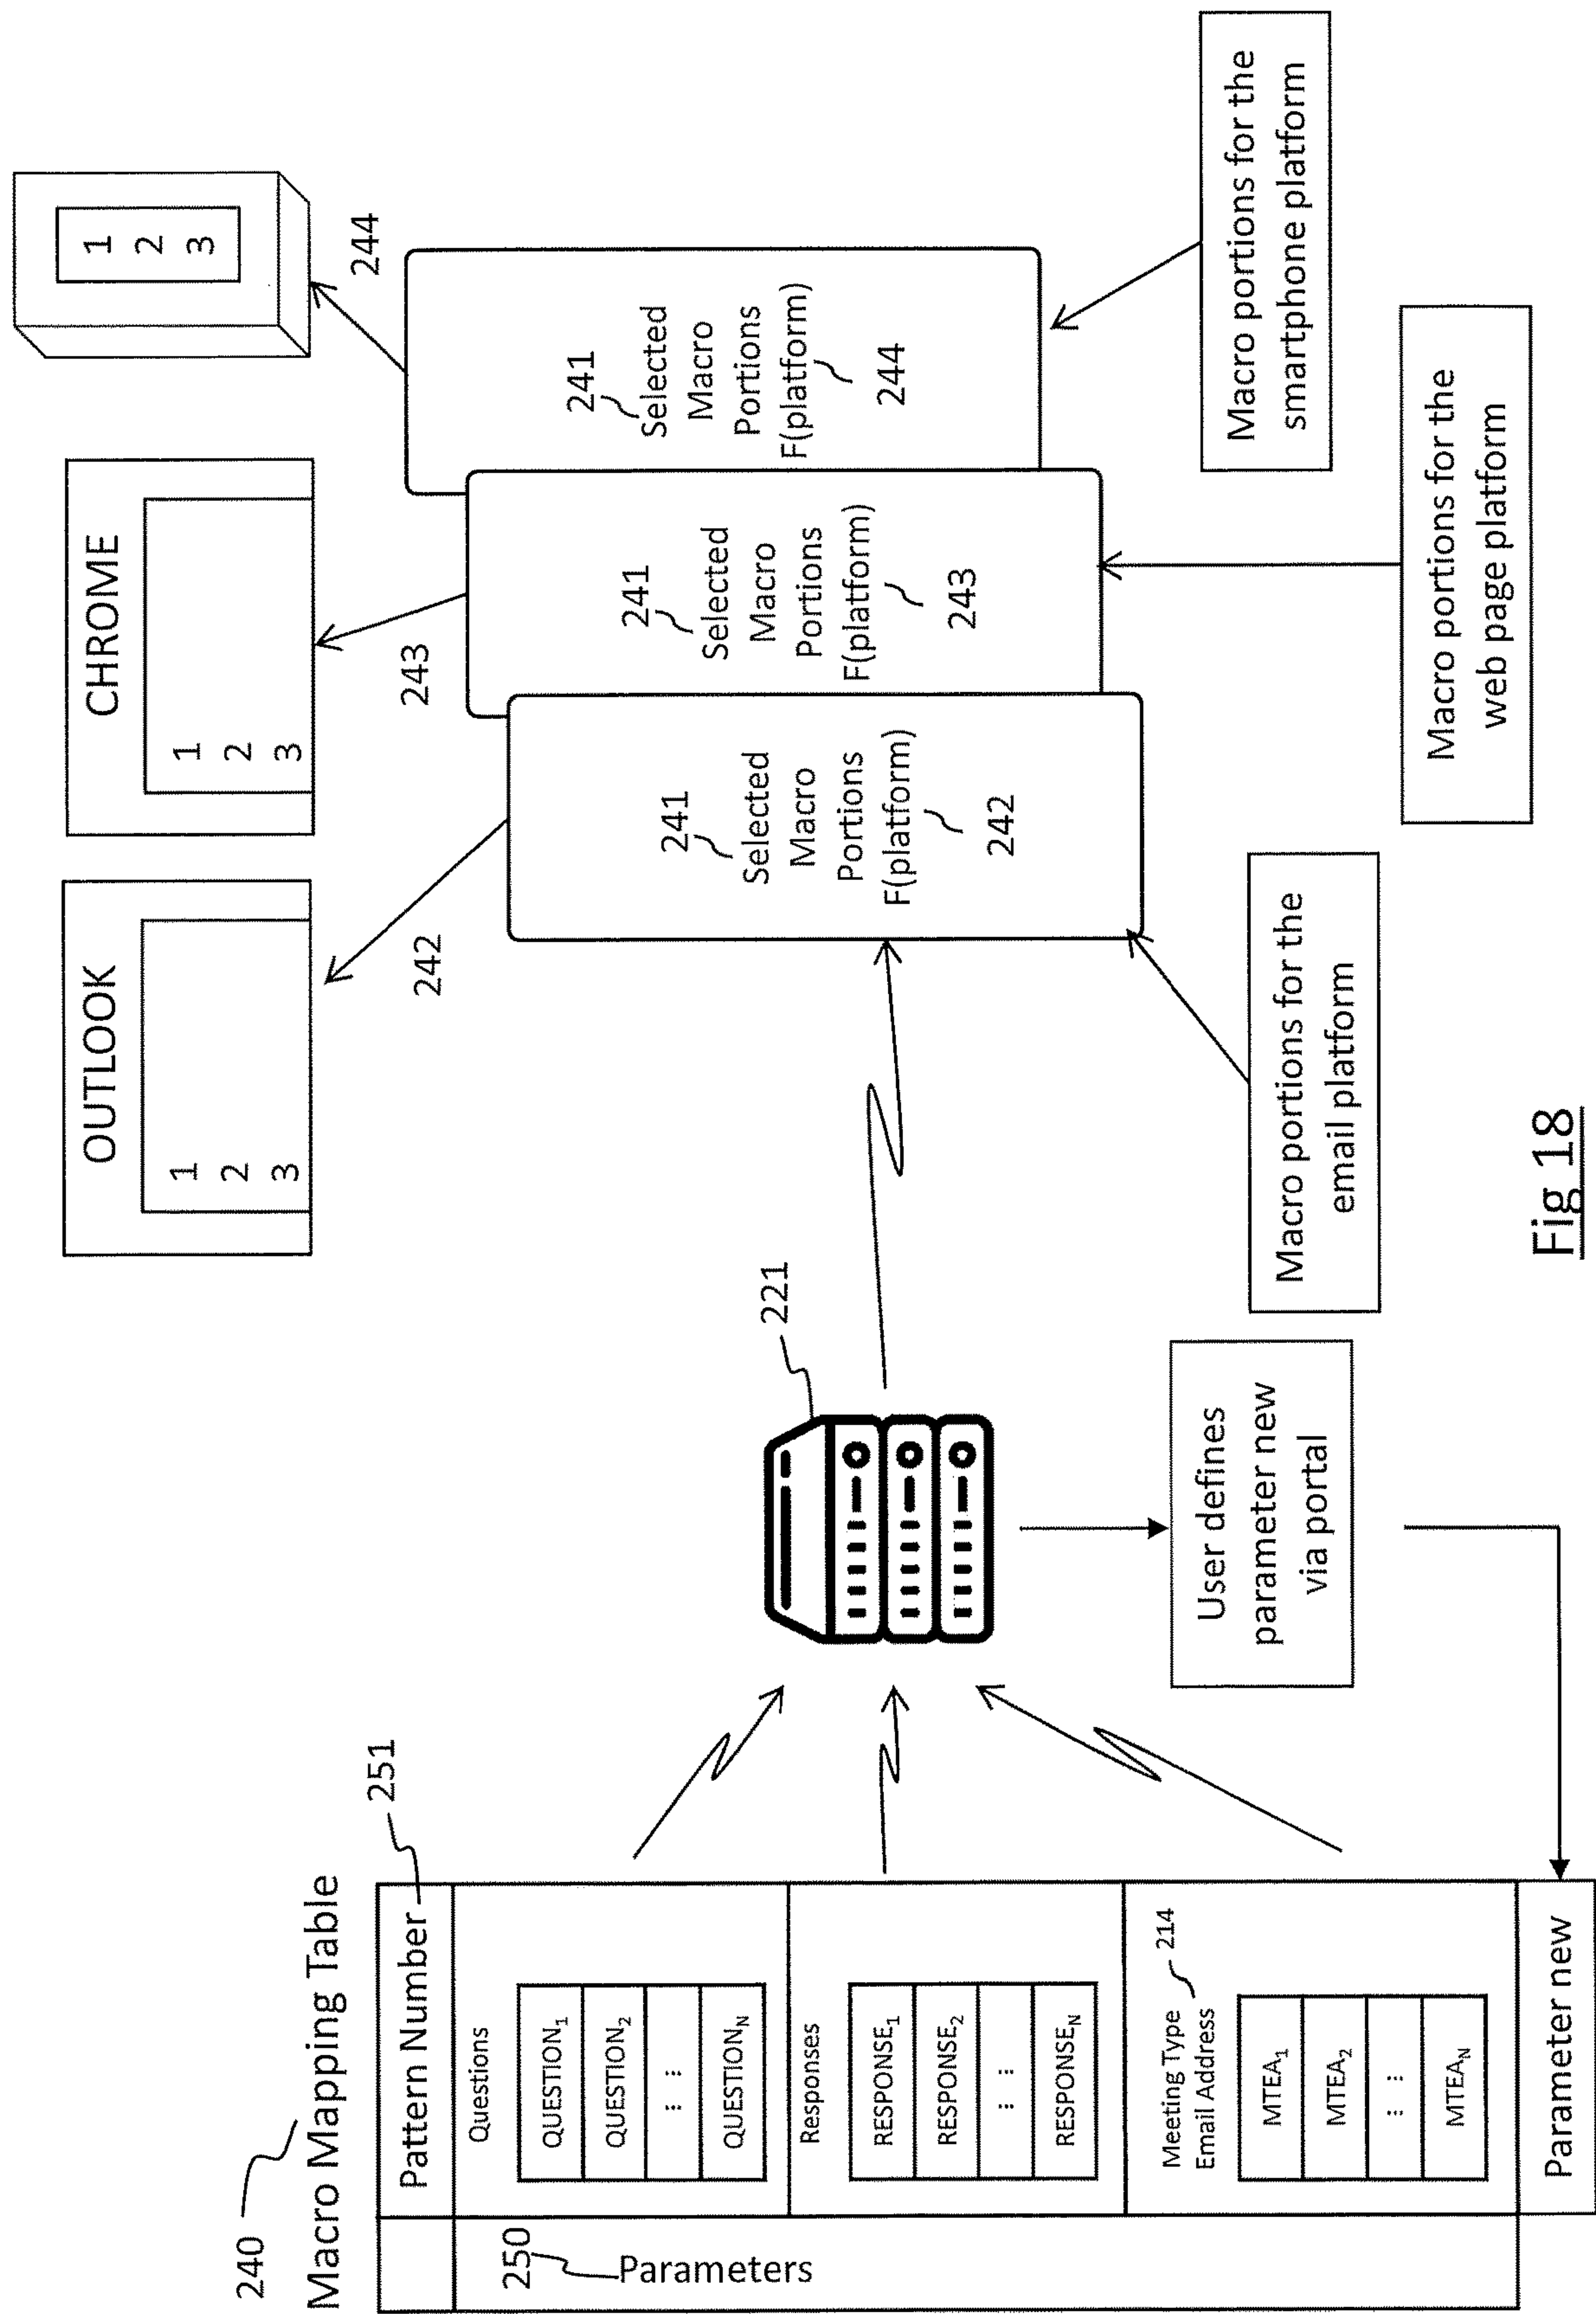 240
Macro Mapping Table
Pattern Number
251
250
Parameters
Questions
QUESTION1
QUESTION2
⋮ ⋮
QUESTIONN
Responses
RESPONSE1
RESPONSE2
⋮ ⋮
RESPONSEN
Meeting Type
Email Address
214
MTEA1
MTEA2
⋮ ⋮
MTEAN
Parameter new
221
User defines
parameter new
via portal
OUTLOOK
1
2
3
242
CHROME
1
2
3
243
1
2
3
244
241
Selected
Macro
Portions
F(platform)
242
241
Selected
Macro
Portions
F(platform)
243
241
Selected
Macro
Portions
F(platform)
244
Macro portions for the
email platform
Macro portions for the
web page platform
Macro portions for the
smartphone platform
Fig 18